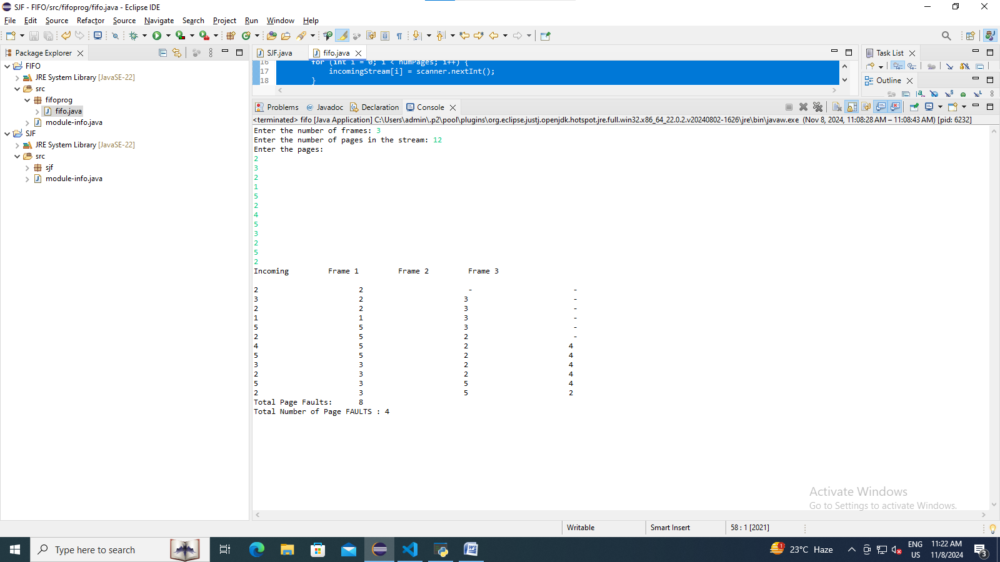 SJF - FIFO/src/fifoprog/fifo.java - Eclipse IDE
File Edit Source Refactor Source Navigate Search Project Run Window Help
Package Explorer
FIFO
JRE System Library [JavaSE-22]
src
fifoprog
fifo.java
module-info.java
SJF
JRE System Library [JavaSE-22]
src
sjf
module-info.java
SJF.java fifo.java
16 for (int i = 0; i < numPages; i++) {
17 incomingStream[i] = scanner.nextInt();
18 }
Task List
Outline
Problems Javadoc Declaration Console
<terminated> fifo [Java Application] C:\Users\admin\.p2\pool\plugins\org.eclipse.justj.openjdk.hotspot.jre.full.win32.x86_64_22.0.2.v20240802-1626\jre\bin\javaw.exe (Nov 8, 2024, 11:08:28 AM – 11:08:43 AM) [pid: 6232]
Enter the number of frames: 3
Enter the number of pages in the stream: 12
Enter the pages:
2
3
2
1
5
2
4
5
3
2
5
2
Incoming Frame 1 Frame 2 Frame 3
2 2 - -
3 2 3 -
2 2 3 -
1 1 3 -
5 5 3 -
2 5 2 -
4 5 2 4
5 5 2 4
3 3 2 4
2 3 2 4
5 3 5 4
2 3 5 2
Total Page Faults: 8
Total Number of Page FAULTS : 4
Activate Windows
Go to Settings to activate Windows.
Writable Smart Insert 58 : 1 [2021]
Type here to search
23°C Haze
ENG
US
11:22 AM
11/8/2024
3